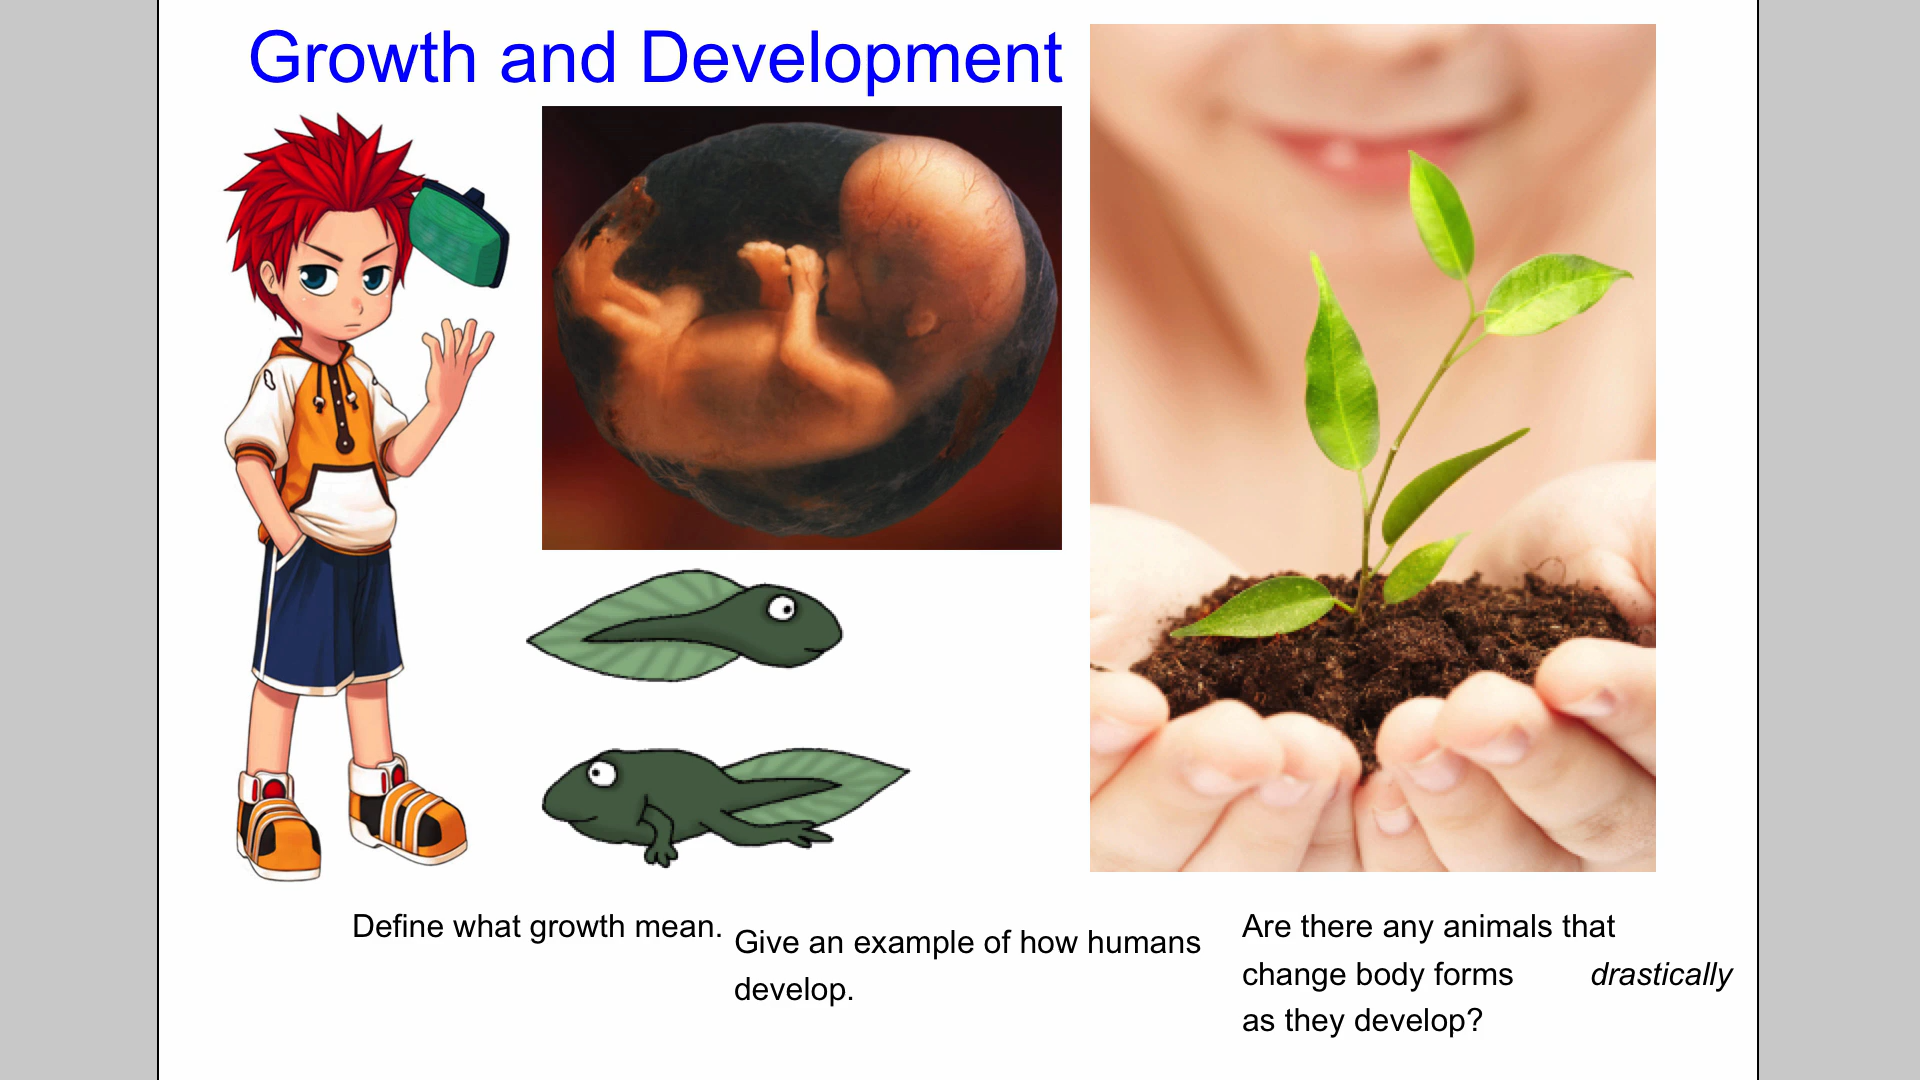 Growth and Development
Define what growth mean.
Give an example of how humans
develop.
Are there any animals that
change body forms drastically
as they develop?